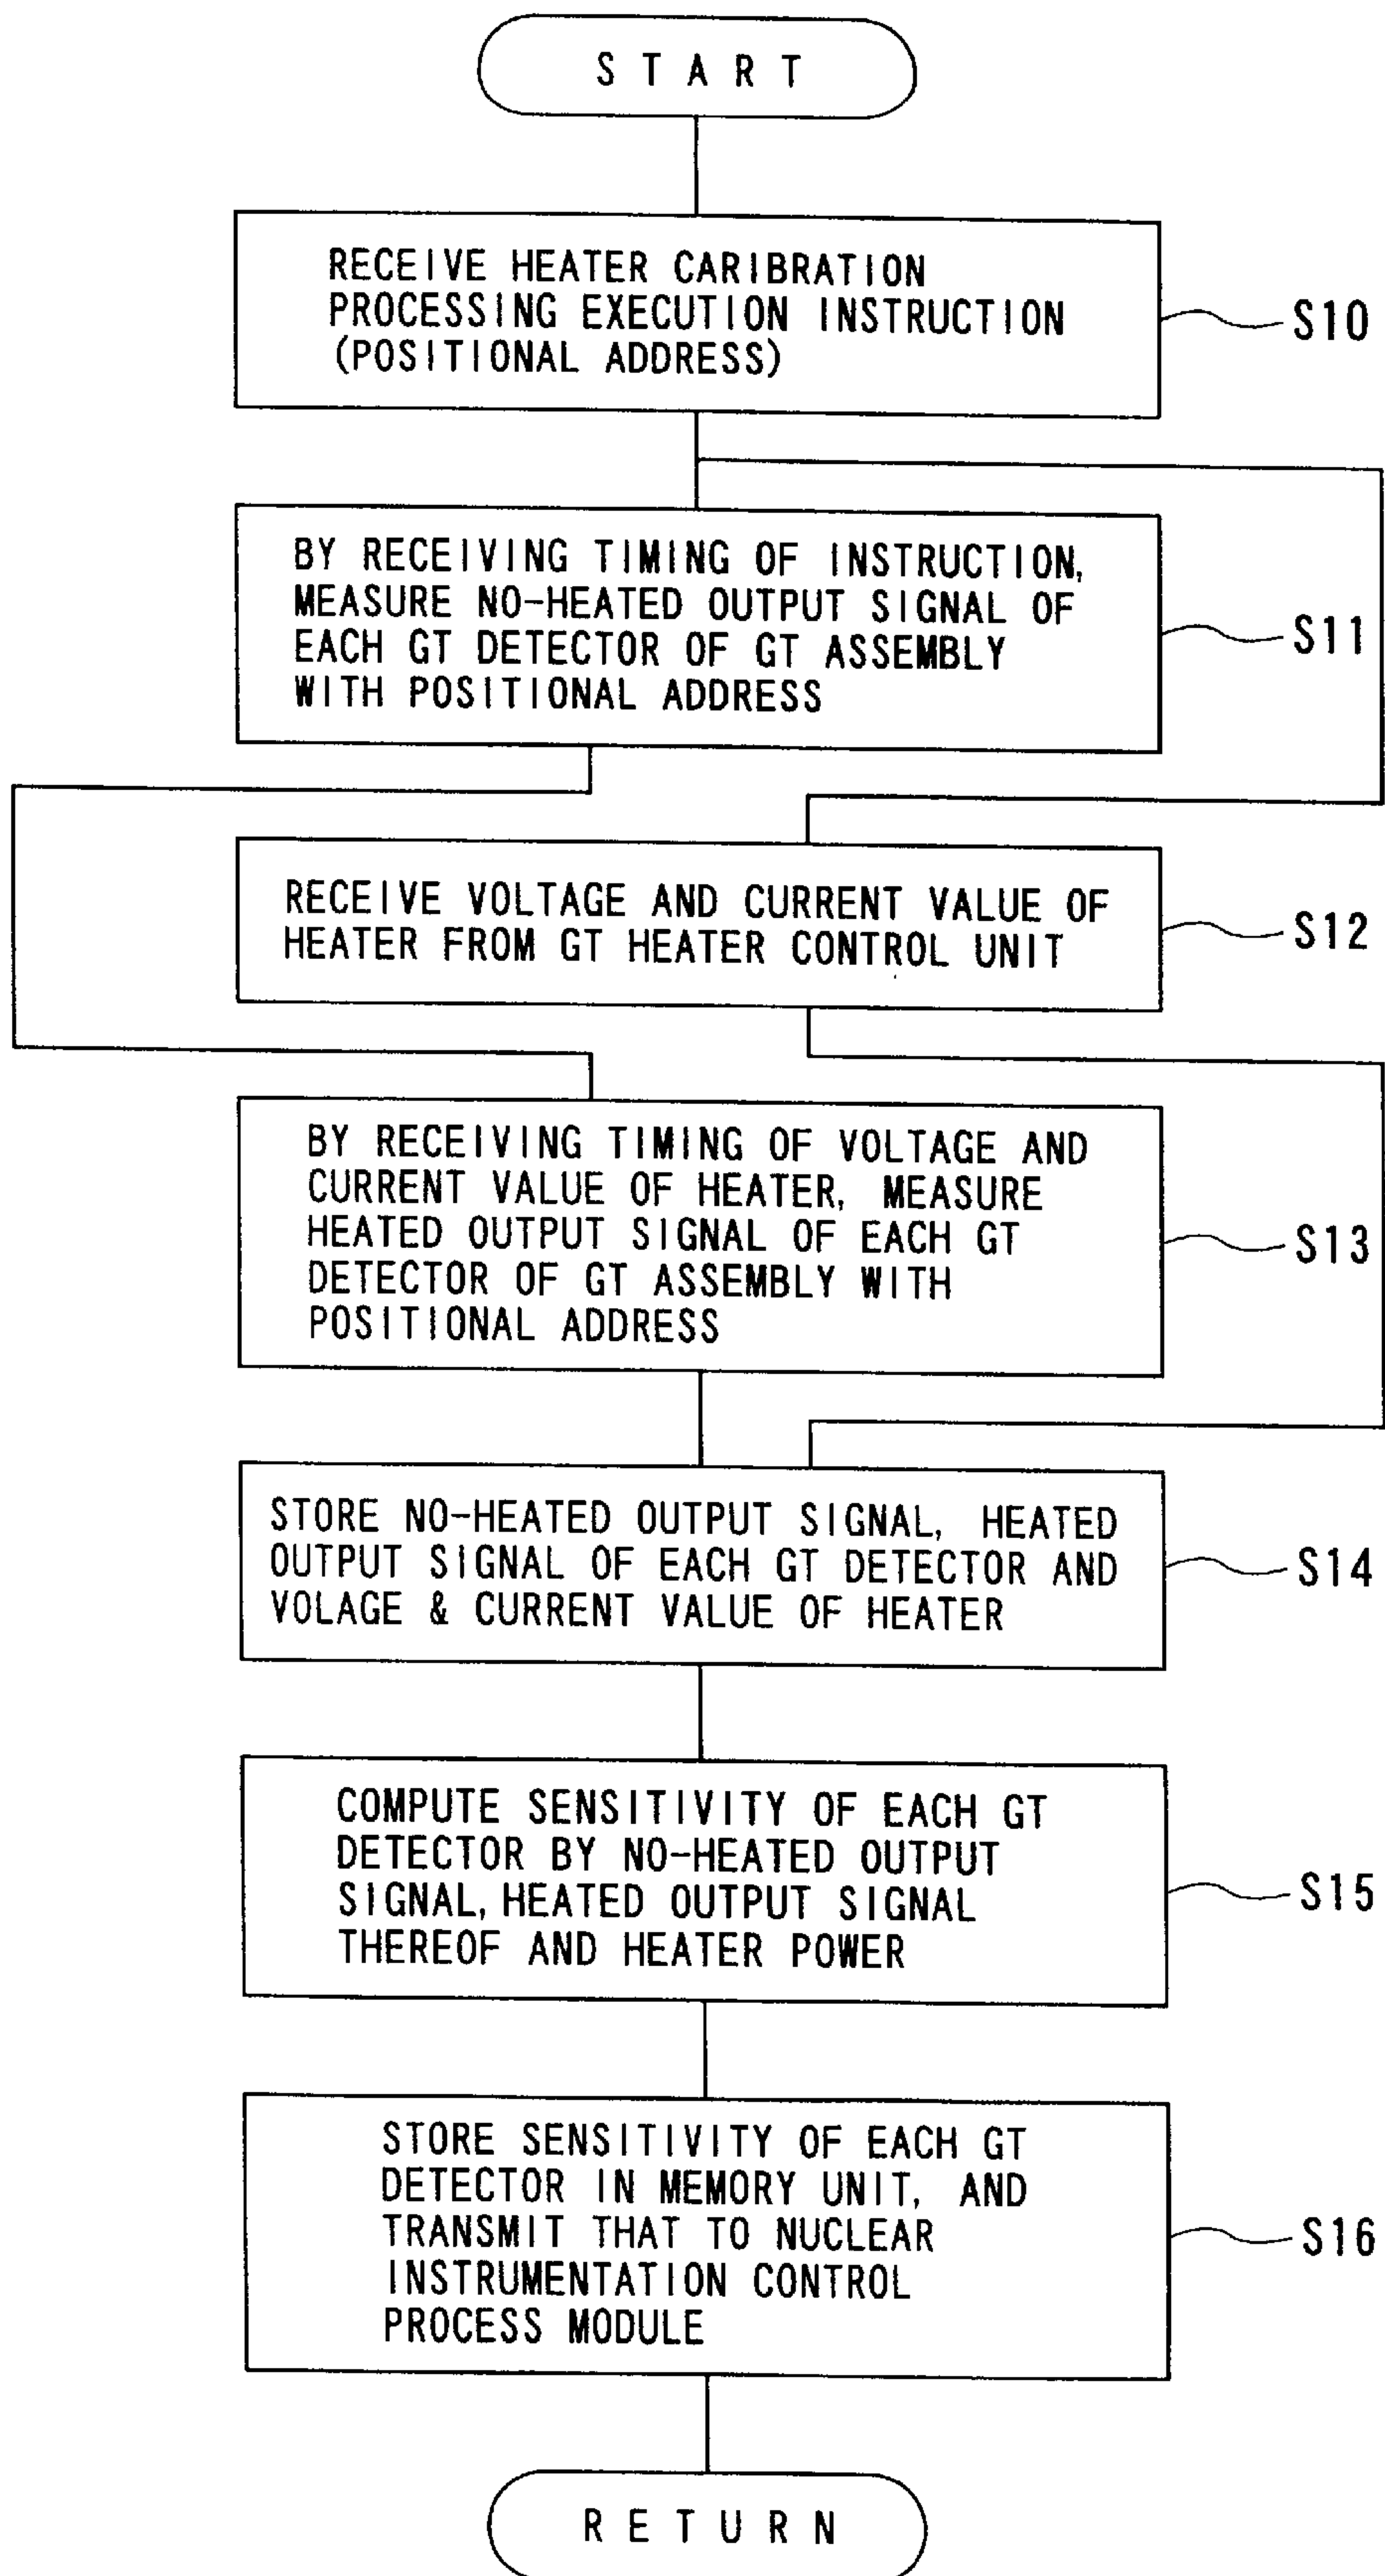 START
RECEIVE HEATER CARIBRATION
PROCESSING EXECUTION INSTRUCTION
(POSITIONAL ADDRESS)
S10
BY RECEIVING TIMING OF INSTRUCTION,
MEASURE NO-HEATED OUTPUT SIGNAL OF
EACH GT DETECTOR OF GT ASSEMBLY
WITH POSITIONAL ADDRESS
S11
RECEIVE VOLTAGE AND CURRENT VALUE OF
HEATER FROM GT HEATER CONTROL UNIT
S12
BY RECEIVING TIMING OF VOLTAGE AND
CURRENT VALUE OF HEATER, MEASURE
HEATED OUTPUT SIGNAL OF EACH GT
DETECTOR OF GT ASSEMBLY WITH
POSITIONAL ADDRESS
S13
STORE NO-HEATED OUTPUT SIGNAL, HEATED
OUTPUT SIGNAL OF EACH GT DETECTOR AND
VOLAGE & CURRENT VALUE OF HEATER
S14
COMPUTE SENSITIVITY OF EACH GT
DETECTOR BY NO-HEATED OUTPUT
SIGNAL, HEATED OUTPUT SIGNAL
THEREOF AND HEATER POWER
S15
STORE SENSITIVITY OF EACH GT
DETECTOR IN MEMORY UNIT, AND
TRANSMIT THAT TO NUCLEAR
INSTRUMENTATION CONTROL
PROCESS MODULE
S16
RETURN